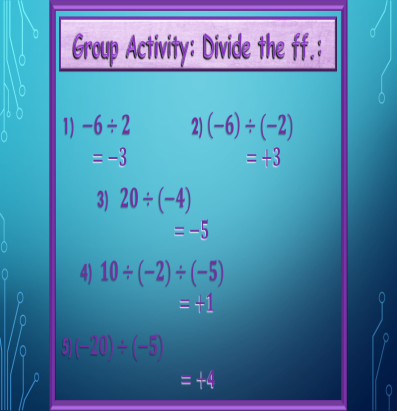 Group Activity: Divide the ff.:
1) −6 ÷ 2 2) (−6) ÷ (−2)
= −3 = +3
3) 20 ÷ (−4)
= −5
4) 10 ÷ (−2) ÷ (−5)
= +1
5) (−20) ÷ (−5)
= +4